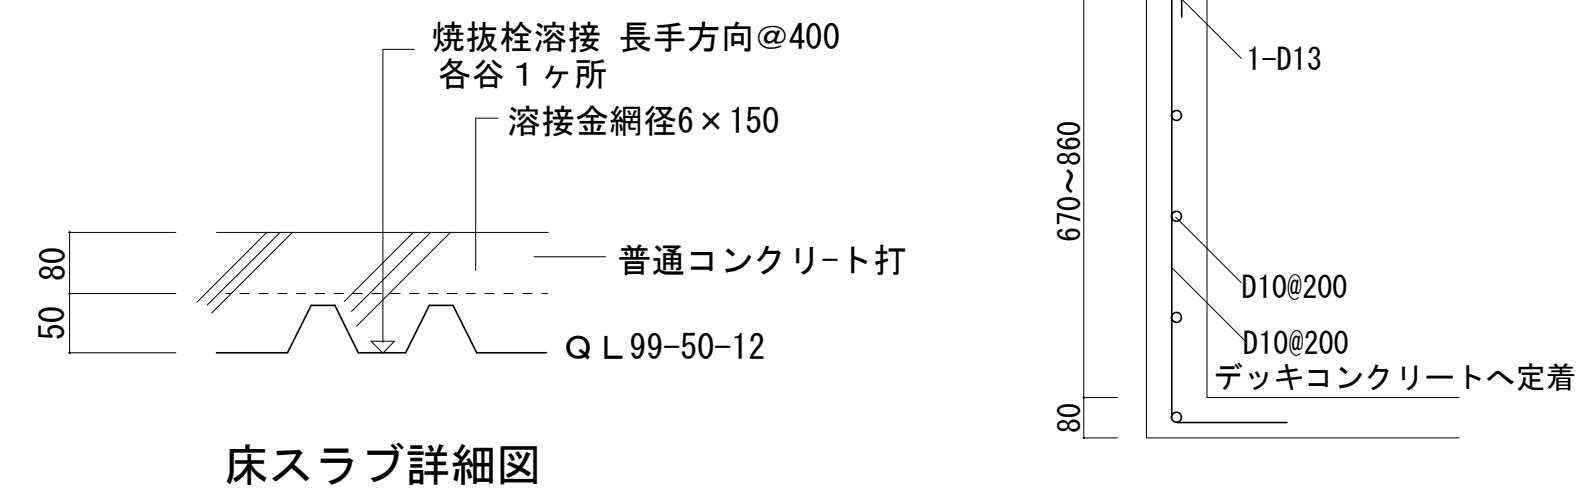 焼抜栓溶接 長手方向@400
各谷1ヶ所
溶接金網径6×150
普通コンクリート打
80
50
QL99-50-12
床スラブ詳細図
1-D13
670~860
D10@200
D10@200
デッキコンクリートへ定着
80